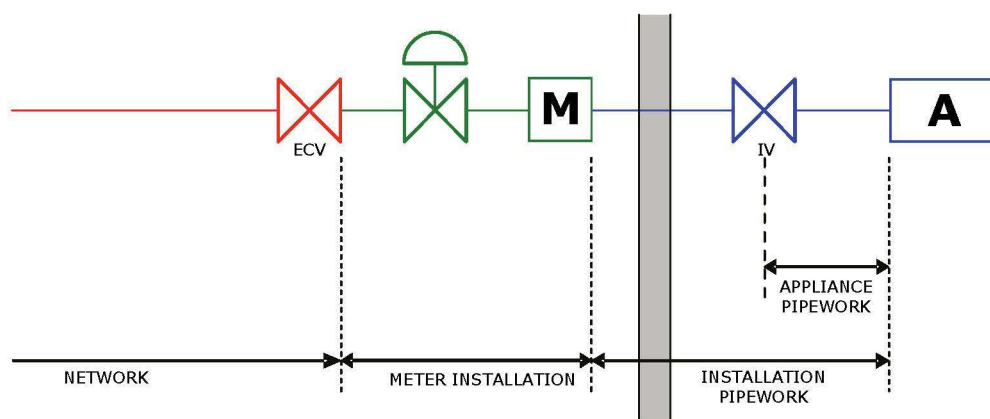 M
A
ECV
IV
APPLIANCE
PIPEWORK
NETWORK
METER INSTALLATION
INSTALLATION
PIPEWORK